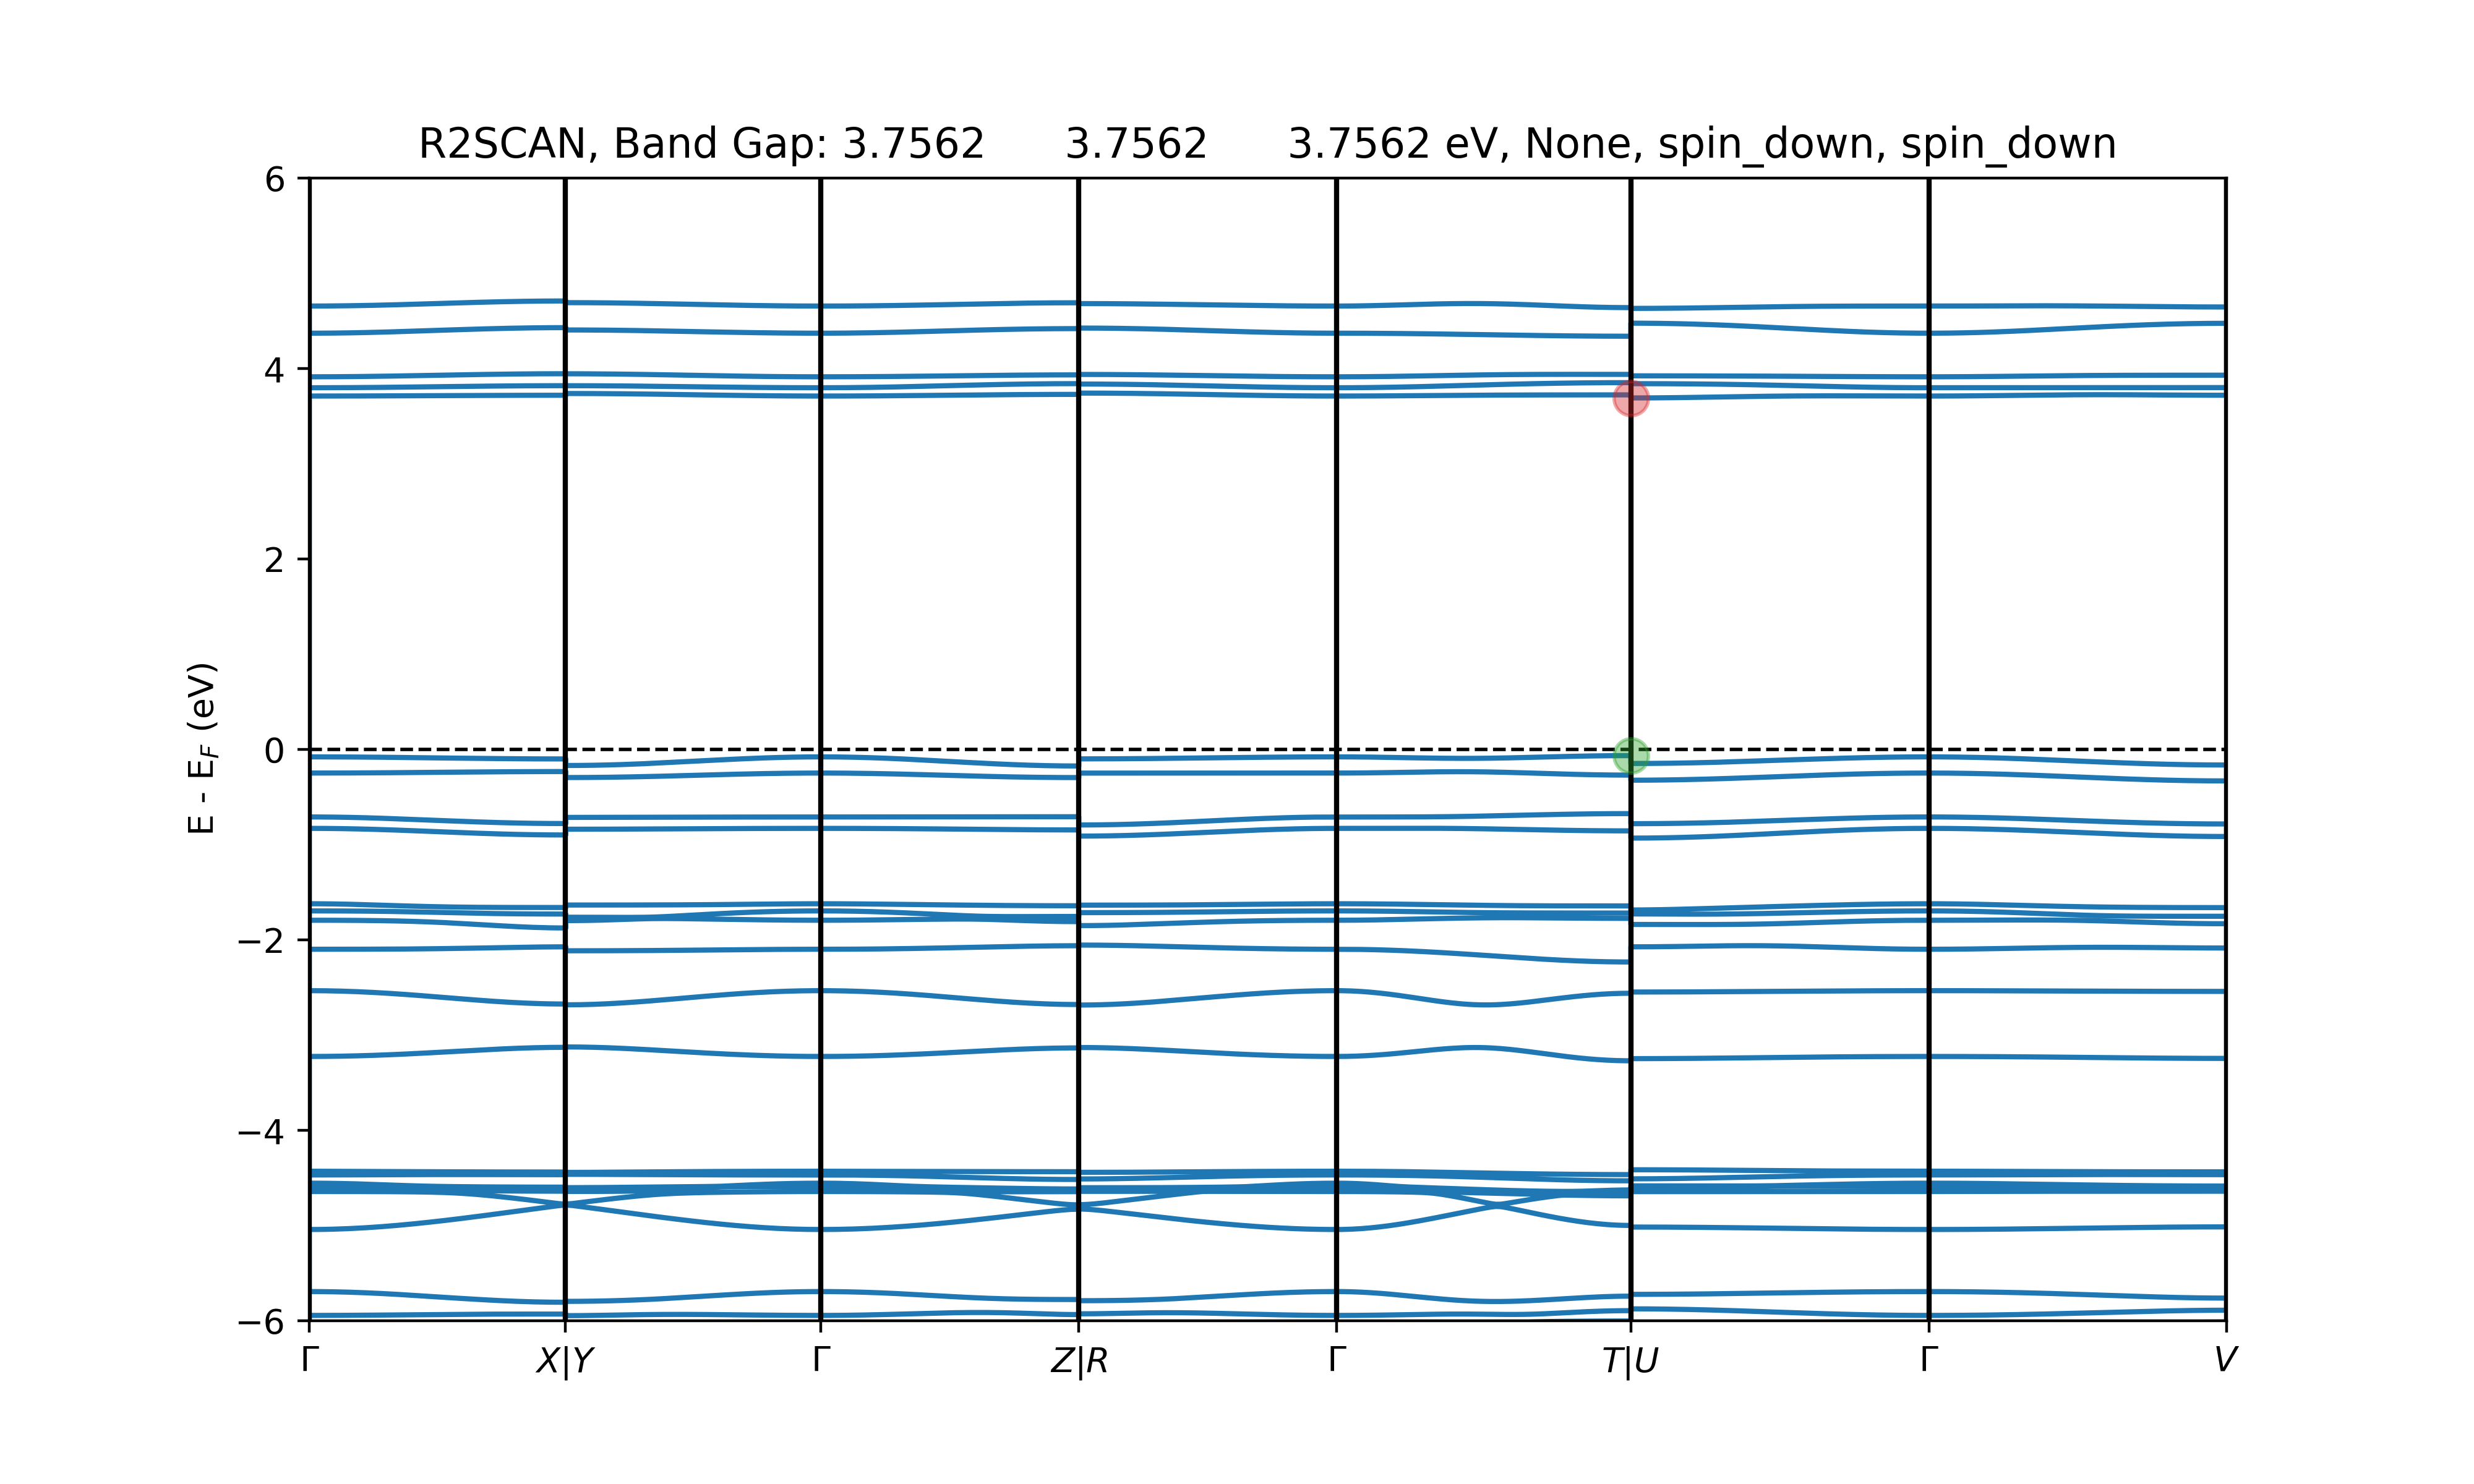 R2SCAN, Band Gap: 3.7562 3.7562 3.7562 eV, None, spin_down, spin_down
6
4
2
0
−2
−4
−6
E - E_F (eV)
Γ X|Y Γ Z|R Γ T|U Γ V